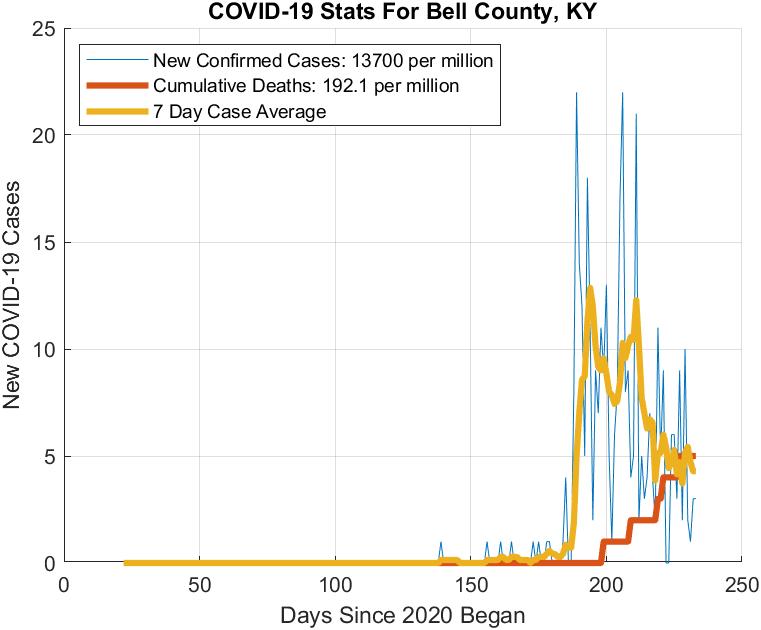 COVID-19 Stats For Bell County, KY
New Confirmed Cases: 13700 per million
Cumulative Deaths: 192.1 per million
7 Day Case Average
New COVID-19 Cases
25
20
15
10
5
0
0 50 100 150 200 250
Days Since 2020 Began